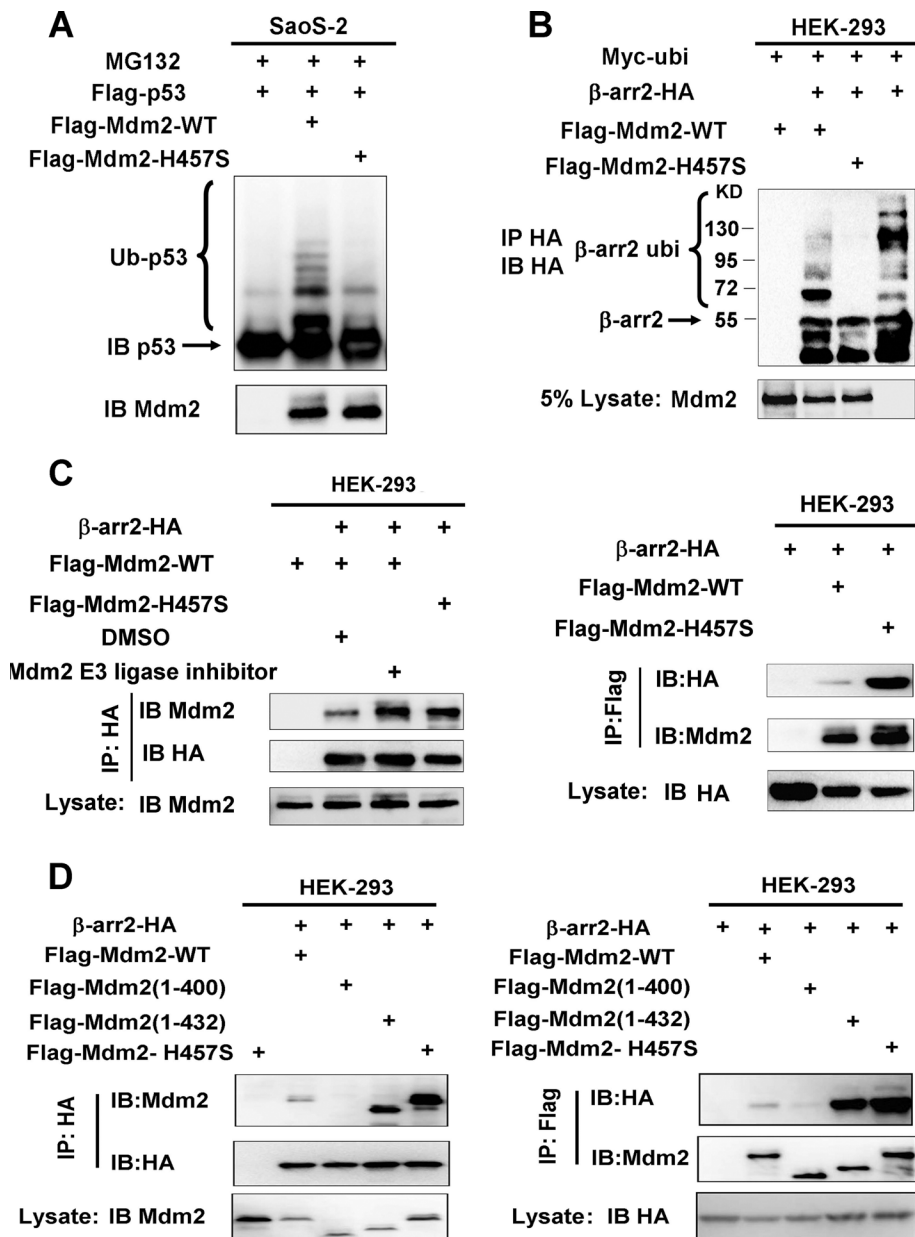 A
SaoS-2
MG132 + + +
Flag-p53 + + +
Flag-Mdm2-WT +
Flag-Mdm2-H457S +
Ub-p53
IB p53
IB Mdm2
B
HEK-293
Myc-ubi + + + +
β-arr2-HA + + +
Flag-Mdm2-WT + +
Flag-Mdm2-H457S +
KD
130
95
72
55
IP HA
IB HA
β-arr2 ubi
β-arr2
5% Lysate: Mdm2
C
HEK-293
β-arr2-HA + + +
Flag-Mdm2-WT + + +
Flag-Mdm2-H457S +
DMSO +
Mdm2 E3 ligase inhibitor +
IP: HA
IB Mdm2
IB HA
Lysate: IB Mdm2
HEK-293
β-arr2-HA + + +
Flag-Mdm2-WT +
Flag-Mdm2-H457S +
IP:Flag
IB:HA
IB:Mdm2
Lysate: IB HA
D
HEK-293
β-arr2-HA + + + +
Flag-Mdm2-WT +
Flag-Mdm2(1-400) +
Flag-Mdm2(1-432) +
Flag-Mdm2- H457S + +
IP: HA
IB:Mdm2
IB:HA
Lysate: IB Mdm2
HEK-293
β-arr2-HA + + + + +
Flag-Mdm2-WT +
Flag-Mdm2(1-400) +
Flag-Mdm2(1-432) +
Flag-Mdm2- H457S +
IP: Flag
IB:HA
IB:Mdm2
Lysate: IB HA